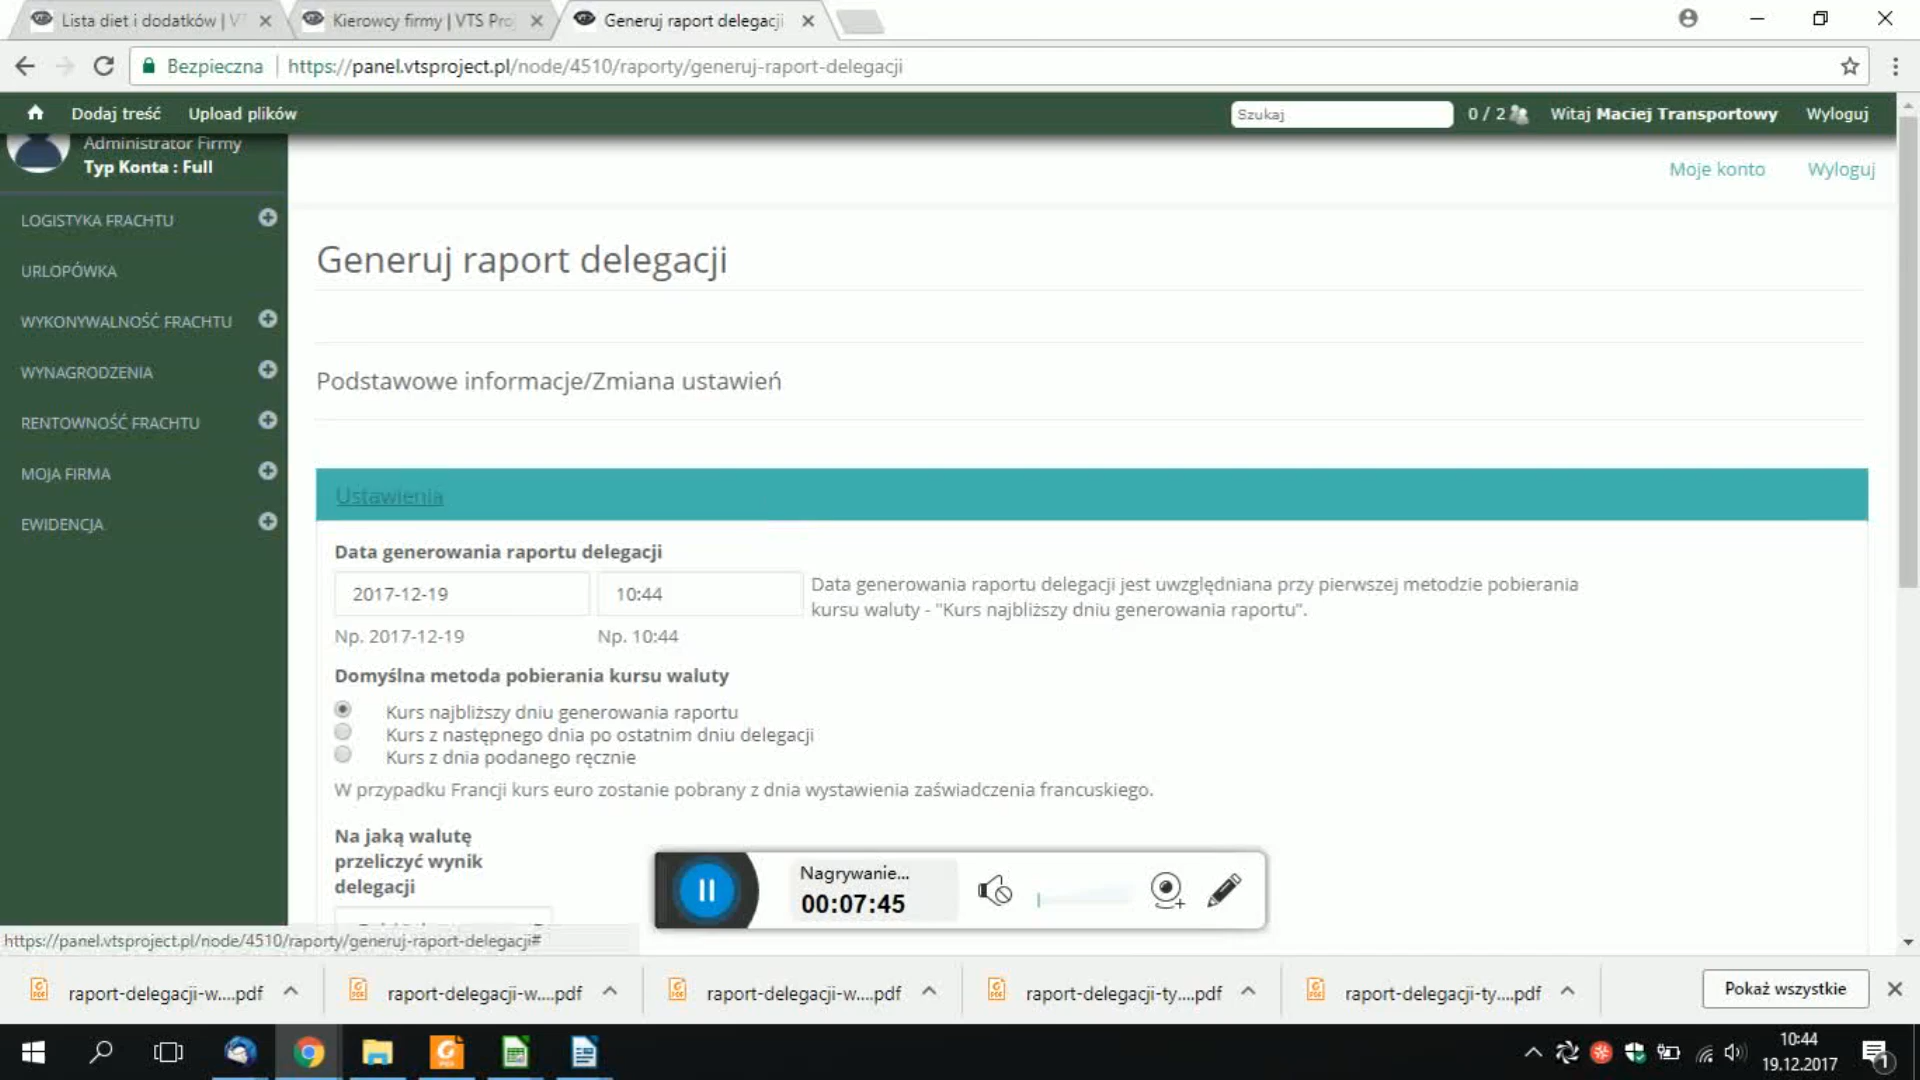 Lista diet i dodatków | VT
Kierowcy firmy | VTS Pro
Generuj raport delegacji
Bezpieczna
https://panel.vtsproject.pl/node/4510/raporty/generuj-raport-delegacji
Dodaj treść
Upload plików
Szukaj
0 / 2
Witaj Maciej Transportowy
Wyloguj
Administrator Firmy
Typ Konta : Full
Moje konto
Wyloguj
LOGISTYKA FRACHTU
URLOPÓWKA
WYKONYWALNOŚĆ FRACHTU
WYNAGRODZENIA
RENTOWNOŚĆ FRACHTU
MOJA FIRMA
EWIDENCJA
Generuj raport delegacji
Podstawowe informacje/Zmiana ustawień
Ustawienia
Data generowania raportu delegacji
2017-12-19
10:44
Data generowania raportu delegacji jest uwzględniana przy pierwszej metodzie pobierania
kursu waluty - "Kurs najbliższy dniu generowania raportu".
Np. 2017-12-19
Np. 10:44
Domyślna metoda pobierania kursu waluty
Kurs najbliższy dniu generowania raportu
Kurs z następnego dnia po ostatnim dniu delegacji
Kurs z dnia podanego ręcznie
W przypadku Francji kurs euro zostanie pobrany z dnia wystawienia zaświadczenia francuskiego.
Na jaką walutę
przeliczyć wynik
delegacji
Nagrywanie...
00:07:45
https://panel.vtsproject.pl/node/4510/raporty/generuj-raport-delegacji#
raport-delegacji-w....pdf
raport-delegacji-w....pdf
raport-delegacji-w....pdf
raport-delegacji-ty....pdf
raport-delegacji-ty....pdf
Pokaż wszystkie
10:44
19.12.2017
1